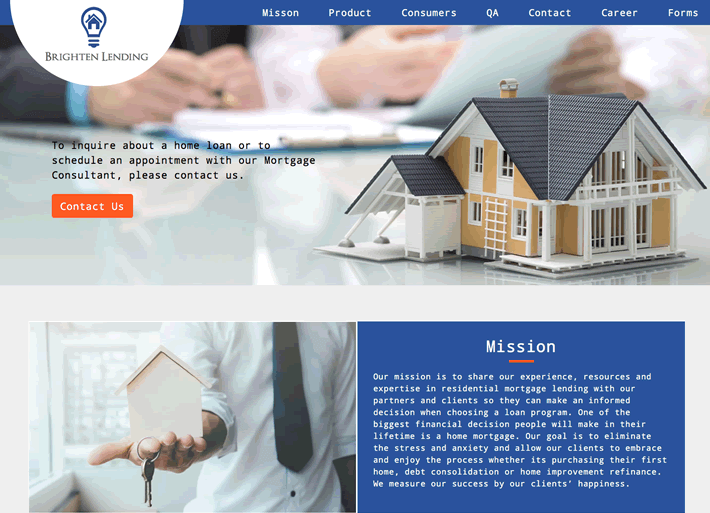 Misson Product Consumers QA Contact Career Forms
BRIGHTEN LENDING
To inquire about a home loan or to
schedule an appointment with our Mortgage
Consultant, please contact us.
Contact Us
Mission
Our mission is to share our experience, resources and
expertise in residential mortgage lending with our
partners and clients so they can make an informed
decision when choosing a loan program. One of the
biggest financial decision people will make in their
lifetime is a home mortgage. Our goal is to eliminate
the stress and anxiety and allow our clients to embrace
and enjoy the process whether its purchasing their first
home, debt consolidation or home improvement refinance.
We measure our success by our clients’ happiness.